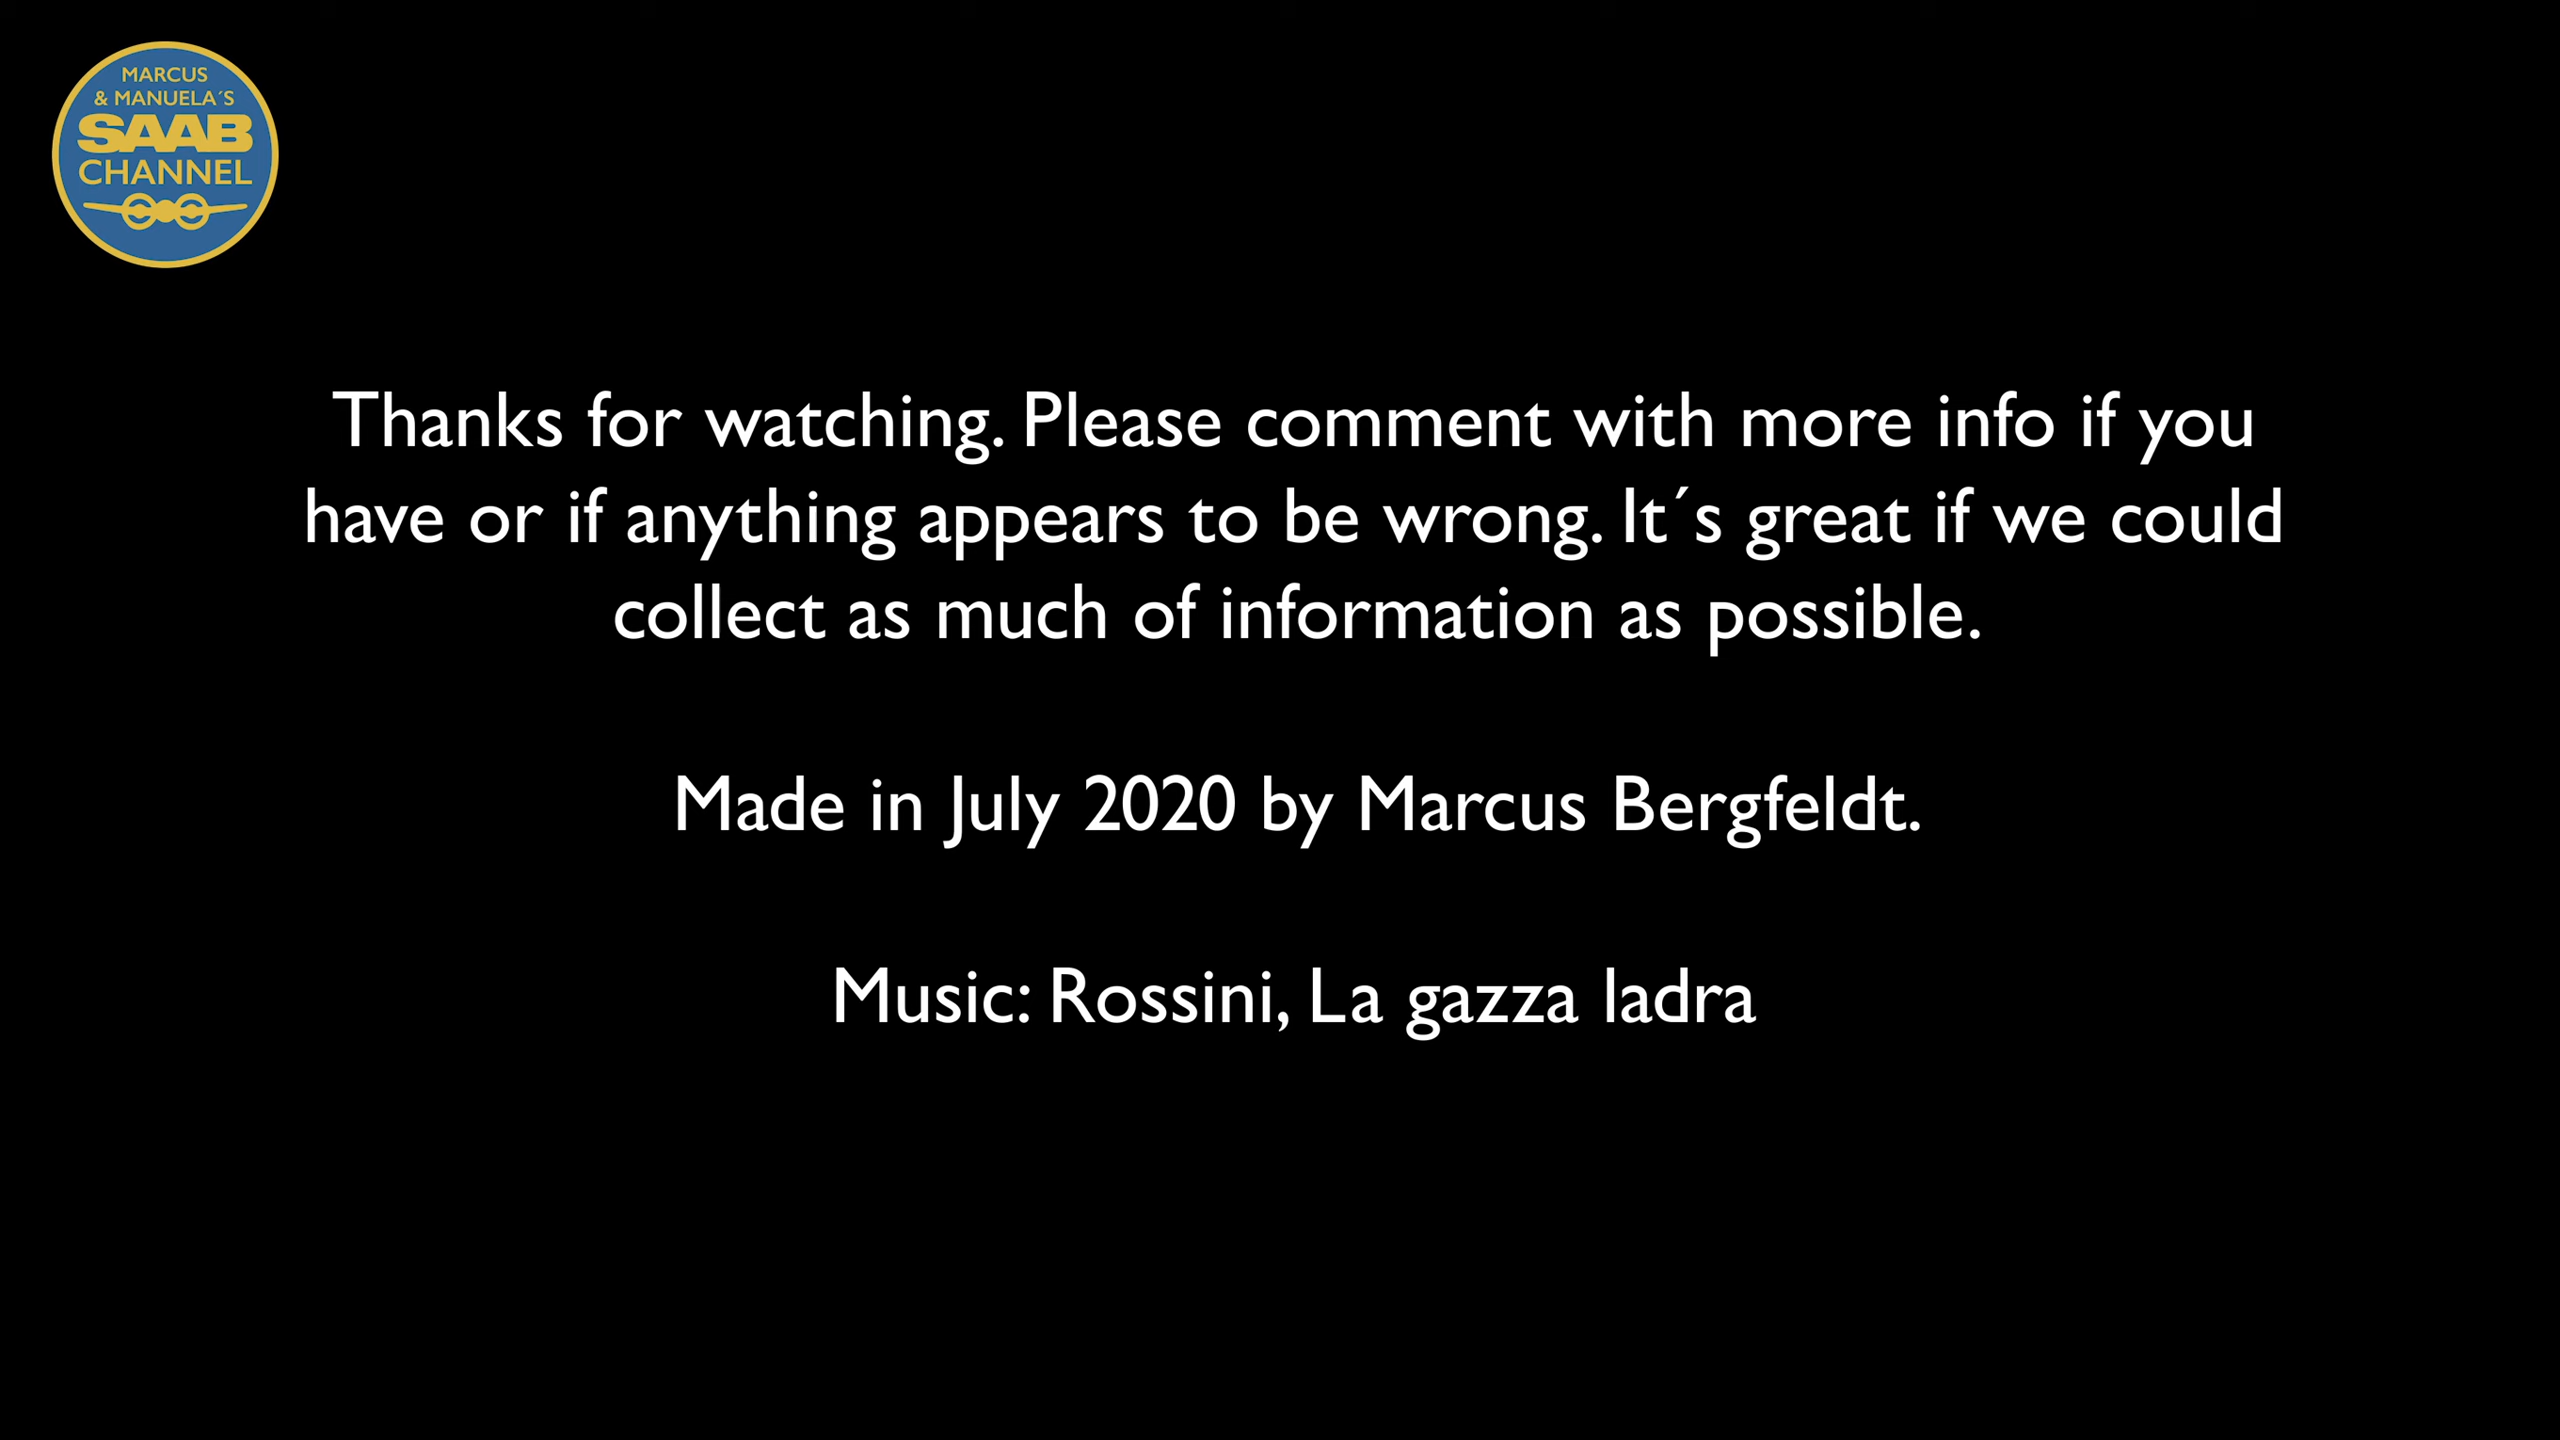 MARCUS
& MANUELA´S
SAAB
CHANNEL
Thanks for watching. Please comment with more info if you
have or if anything appears to be wrong. It´s great if we could
collect as much of information as possible.
Made in July 2020 by Marcus Bergfeldt.
Music: Rossini, La gazza ladra